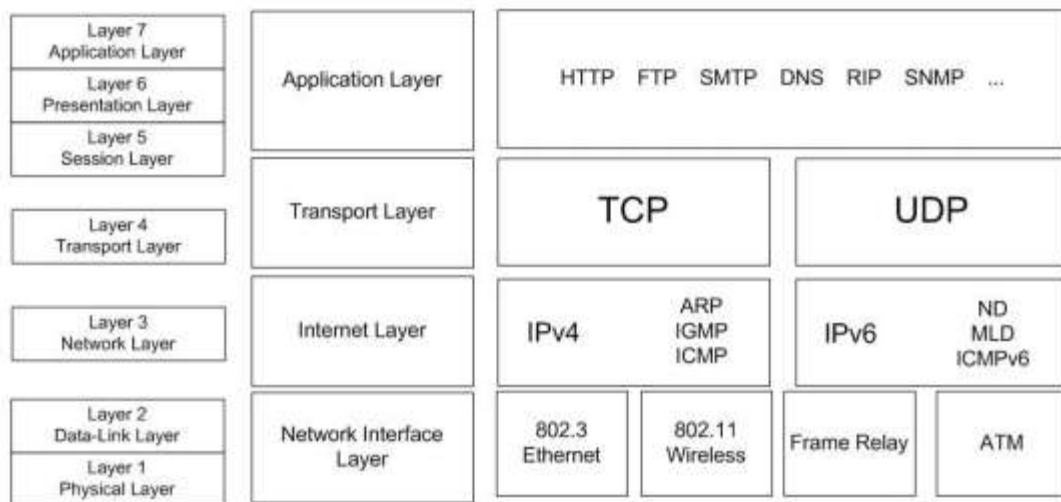 Layer 7
Application Layer
Layer 6
Presentation Layer
Layer 5
Session Layer
Layer 4
Transport Layer
Layer 3
Network Layer
Layer 2
Data-Link Layer
Layer 1
Physical Layer
Application Layer
Transport Layer
Internet Layer
Network Interface
Layer
HTTP FTP SMTP DNS RIP SNMP ...
TCP
UDP
IPv4
ARP
IGMP
ICMP
IPv6
ND
MLD
ICMPv6
802.3
Ethernet
802.11
Wireless
Frame Relay
ATM